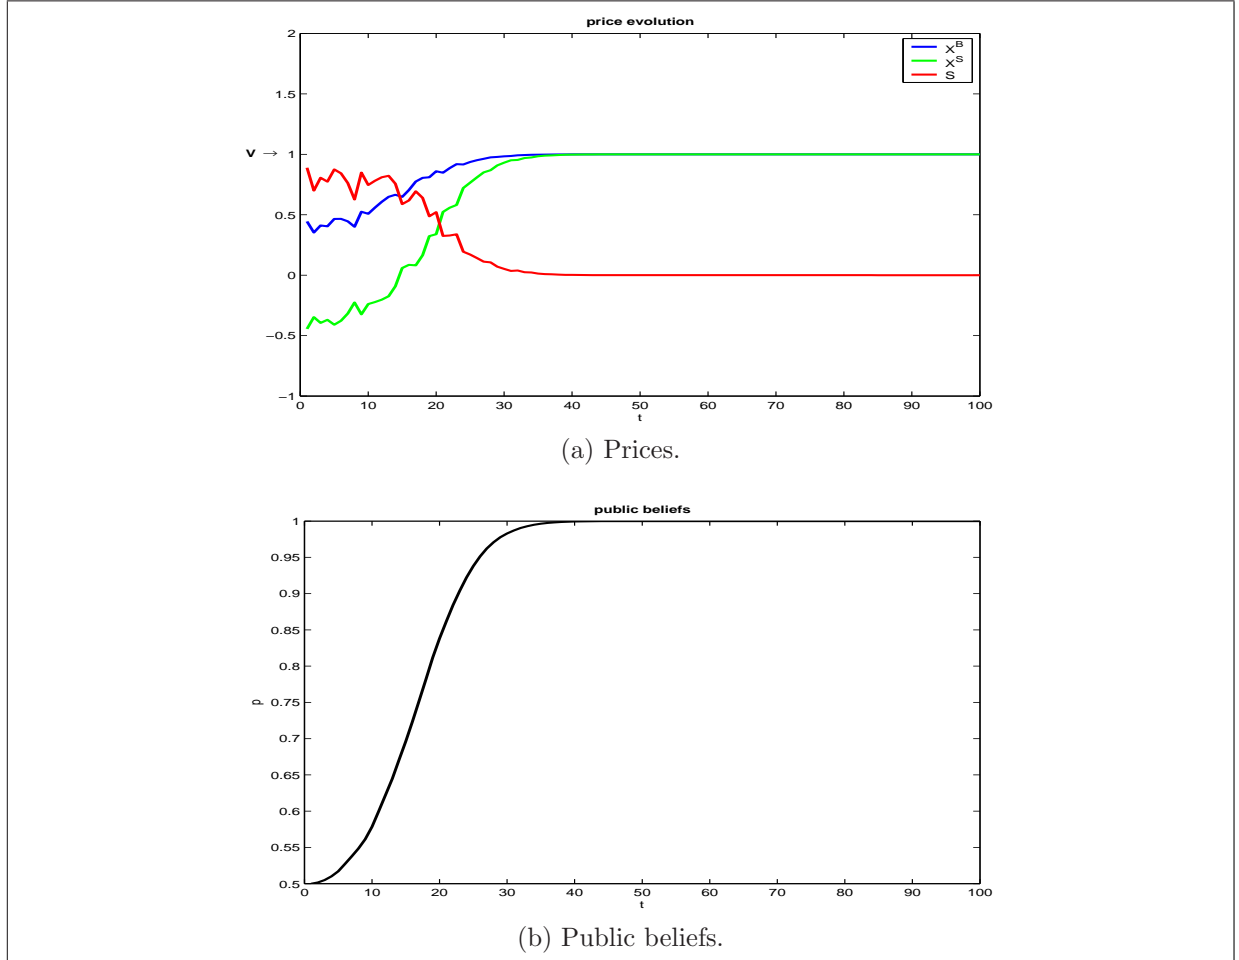 price evolution
2
1.5
V → 1
0.5
0
−0.5
−1
X^B
X^S
S
0 10 20 30 40 50 60 70 80 90 100
t
(a) Prices.
public beliefs
1
0.95
0.9
0.85
0.8
p 0.75
0.7
0.65
0.6
0.55
0.5
0 10 20 30 40 50 60 70 80 90 100
t
(b) Public beliefs.